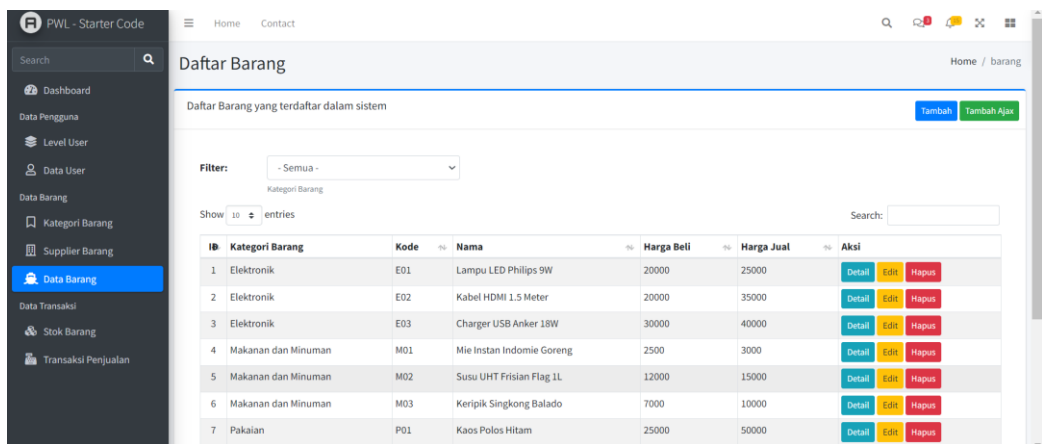 PWL - Starter Code
Home Contact
3
Search
Daftar Barang
Home / barang
Dashboard
Data Pengguna
Level User
Data User
Data Barang
Kategori Barang
Supplier Barang
Data Barang
Data Transaksi
Stok Barang
Transaksi Penjualan
Daftar Barang yang terdaftar dalam sistem
Tambah Tambah Ajax
Filter: - Semua -
Kategori Barang
Show 10 entries Search:
ID Kategori Barang Kode Nama Harga Beli Harga Jual Aksi
1 Elektronik E01 Lampu LED Philips 9W 20000 25000 Detail Edit Hapus
2 Elektronik E02 Kabel HDMI 1.5 Meter 20000 35000 Detail Edit Hapus
3 Elektronik E03 Charger USB Anker 18W 30000 40000 Detail Edit Hapus
4 Makanan dan Minuman M01 Mie Instan Indomie Goreng 2500 3000 Detail Edit Hapus
5 Makanan dan Minuman M02 Susu UHT Frisian Flag 1L 12000 15000 Detail Edit Hapus
6 Makanan dan Minuman M03 Keripik Singkong Balado 7000 10000 Detail Edit Hapus
7 Pakaian P01 Kaos Polos Hitam 25000 50000 Detail Edit Hapus